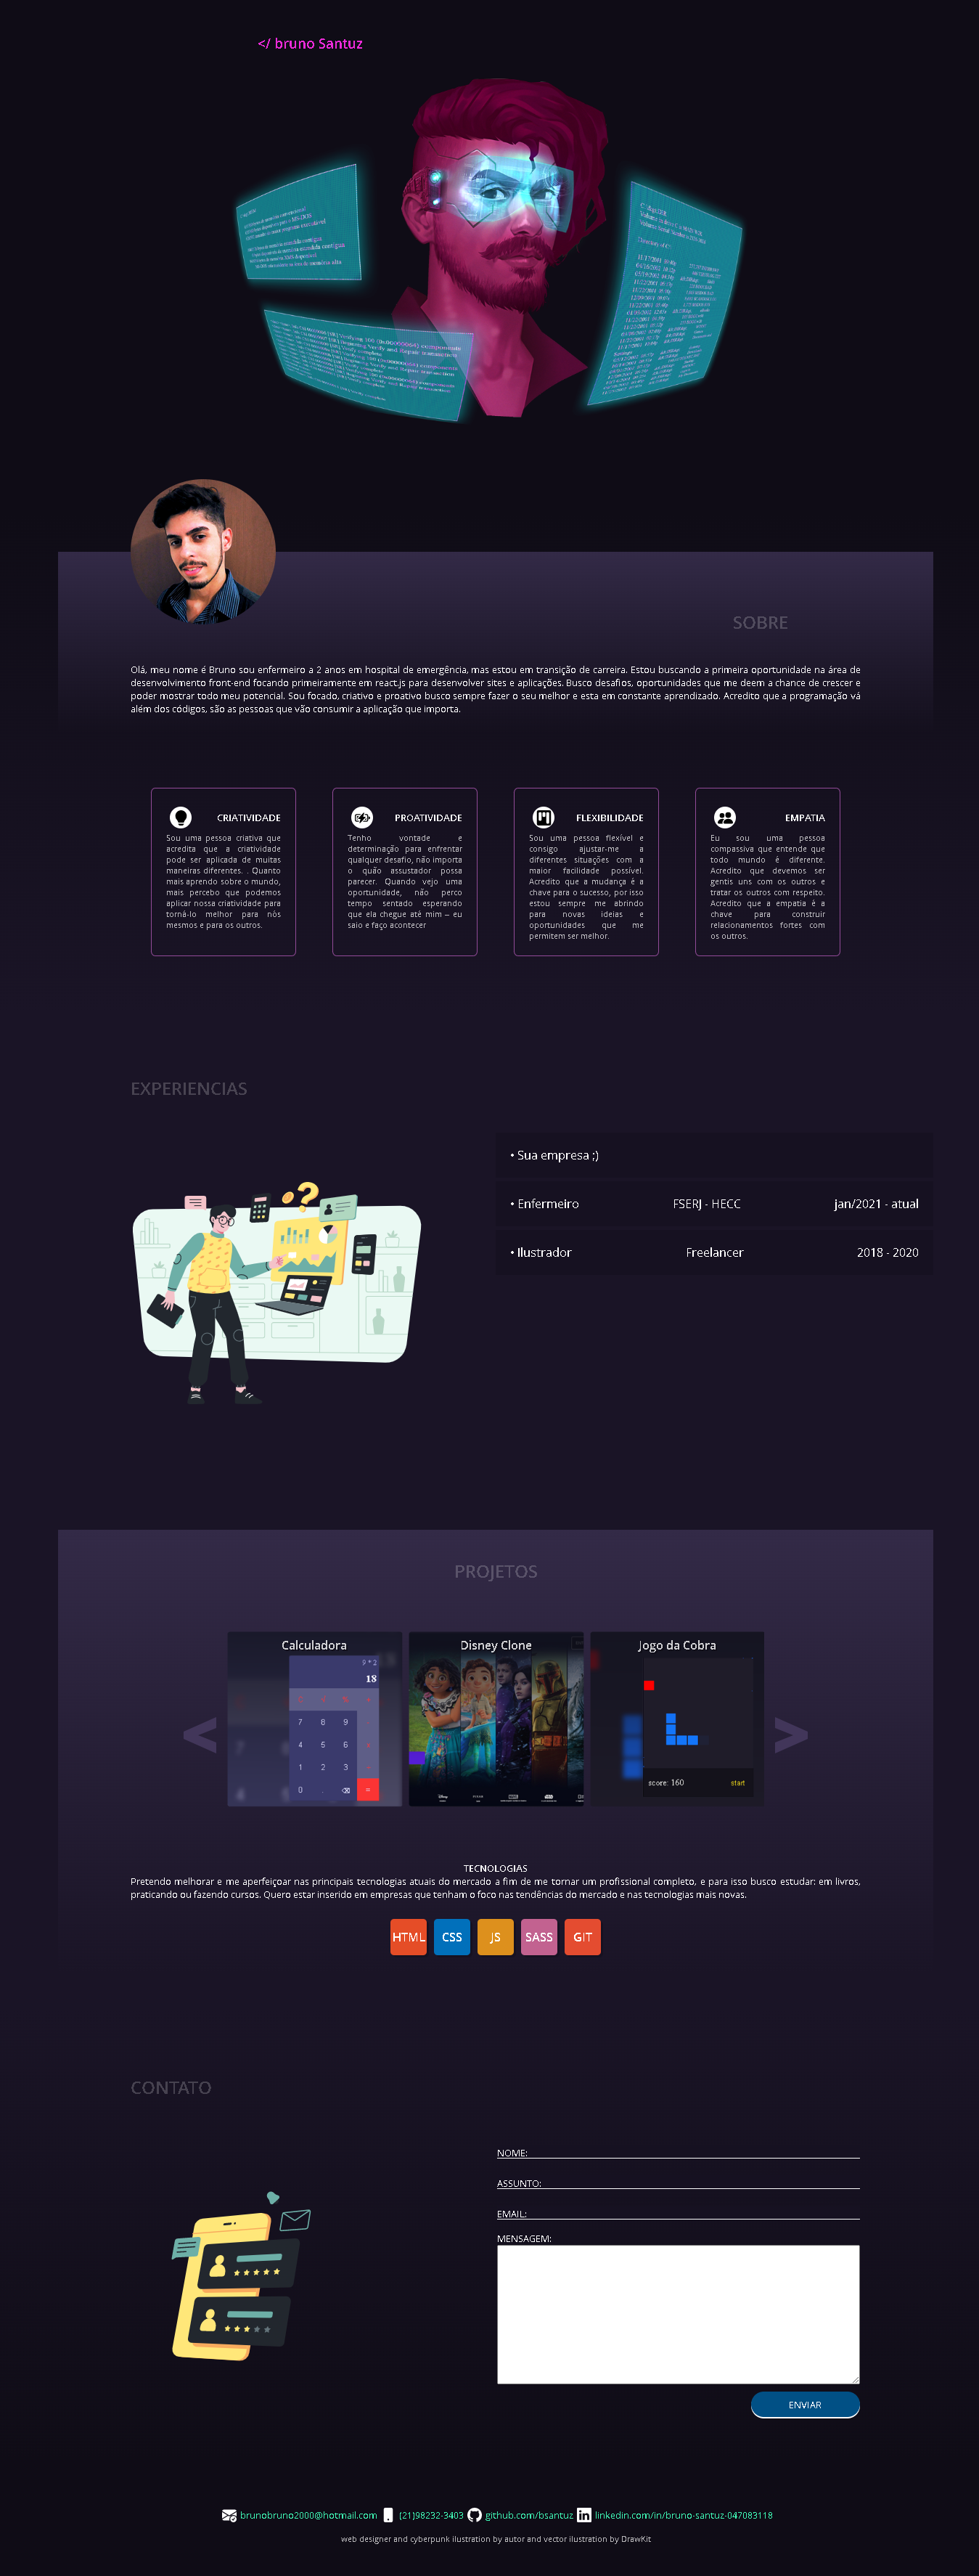 </ bruno Santuz
SOBRE
Olá, meu nome é Bruno sou enfermeiro a 2 anos em hospital de emergência, mas estou em transição de carreira. Estou buscando a primeira oportunidade na área de
desenvolvimento front-end focando primeiramente em react.js para desenvolver sites e aplicações. Busco desafios, oportunidades que me deem a chance de crescer e
poder mostrar todo meu potencial. Sou focado, criativo e proativo busco sempre fazer o seu melhor e esta em constante aprendizado. Acredito que a programação vá
além dos códigos, são as pessoas que vão consumir a aplicação que importa.
CRIATIVIDADE
Sou uma pessoa criativa que
acredita que a criatividade
pode ser aplicada de muitas
maneiras diferentes. . Quanto
mais aprendo sobre o mundo,
mais percebo que podemos
aplicar nossa criatividade para
torná-lo melhor para nós
mesmos e para os outros.
PROATIVIDADE
Tenho vontade e
determinação para enfrentar
qualquer desafio, não importa
o quão assustador possa
parecer. Quando vejo uma
oportunidade, não perco
tempo sentado esperando
que ela chegue até mim – eu
saio e faço acontecer
FLEXIBILIDADE
Sou uma pessoa flexível e
consigo ajustar-me a
diferentes situações com a
maior facilidade possível.
Acredito que a mudança é a
chave para o sucesso, por isso
estou sempre me abrindo
para novas ideias e
oportunidades que me
permitem ser melhor.
EMPATIA
Eu sou uma pessoa
compassiva que entende que
todo mundo é diferente.
Acredito que devemos ser
gentis uns com os outros e
tratar os outros com respeito.
Acredito que a empatia é a
chave para construir
relacionamentos fortes com
os outros.
EXPERIENCIAS
• Sua empresa ;)
• Enfermeiro FSERJ - HECC jan/2021 - atual
• Ilustrador Freelancer 2018 - 2020
PROJETOS
<
Calculadora
9 * 2
18
7 8 9
4 5 6
1 2 3
0 . ⌫ =
Disney Clone
Jogo da Cobra
score: 160 start
>
TECNOLOGIAS
Pretendo melhorar e me aperfeiçoar nas principais tecnologias atuais do mercado a fim de me tornar um profissional completo, e para isso busco estudar: em livros,
praticando ou fazendo cursos. Quero estar inserido em empresas que tenham o foco nas tendências do mercado e nas tecnologias mais novas.
HTML CSS JS SASS GIT
CONTATO
NOME:
ASSUNTO:
EMAIL:
MENSAGEM:
ENVIAR
brunobruno2000@hotmail.com (21)98232-3403 github.com/bsantuz linkedin.com/in/bruno-santuz-047083118
web designer and cyberpunk ilustration by autor and vector ilustration by DrawKit